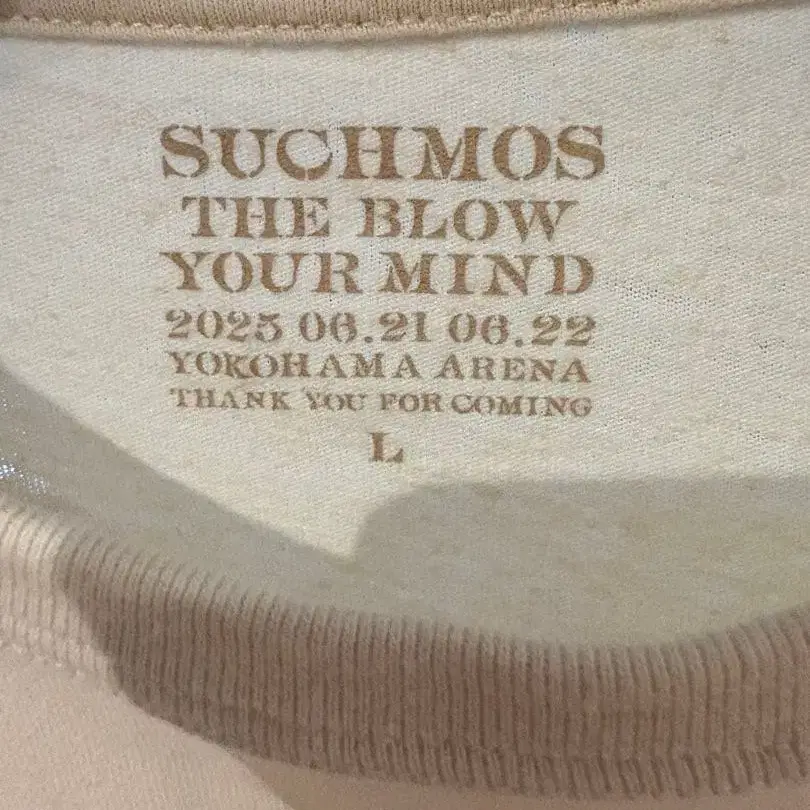 SUCHMOS
THE BLOW
YOUR MIND
2025 06.21 06.22
YOKOHAMA ARENA
THANK YOU FOR COMING
L